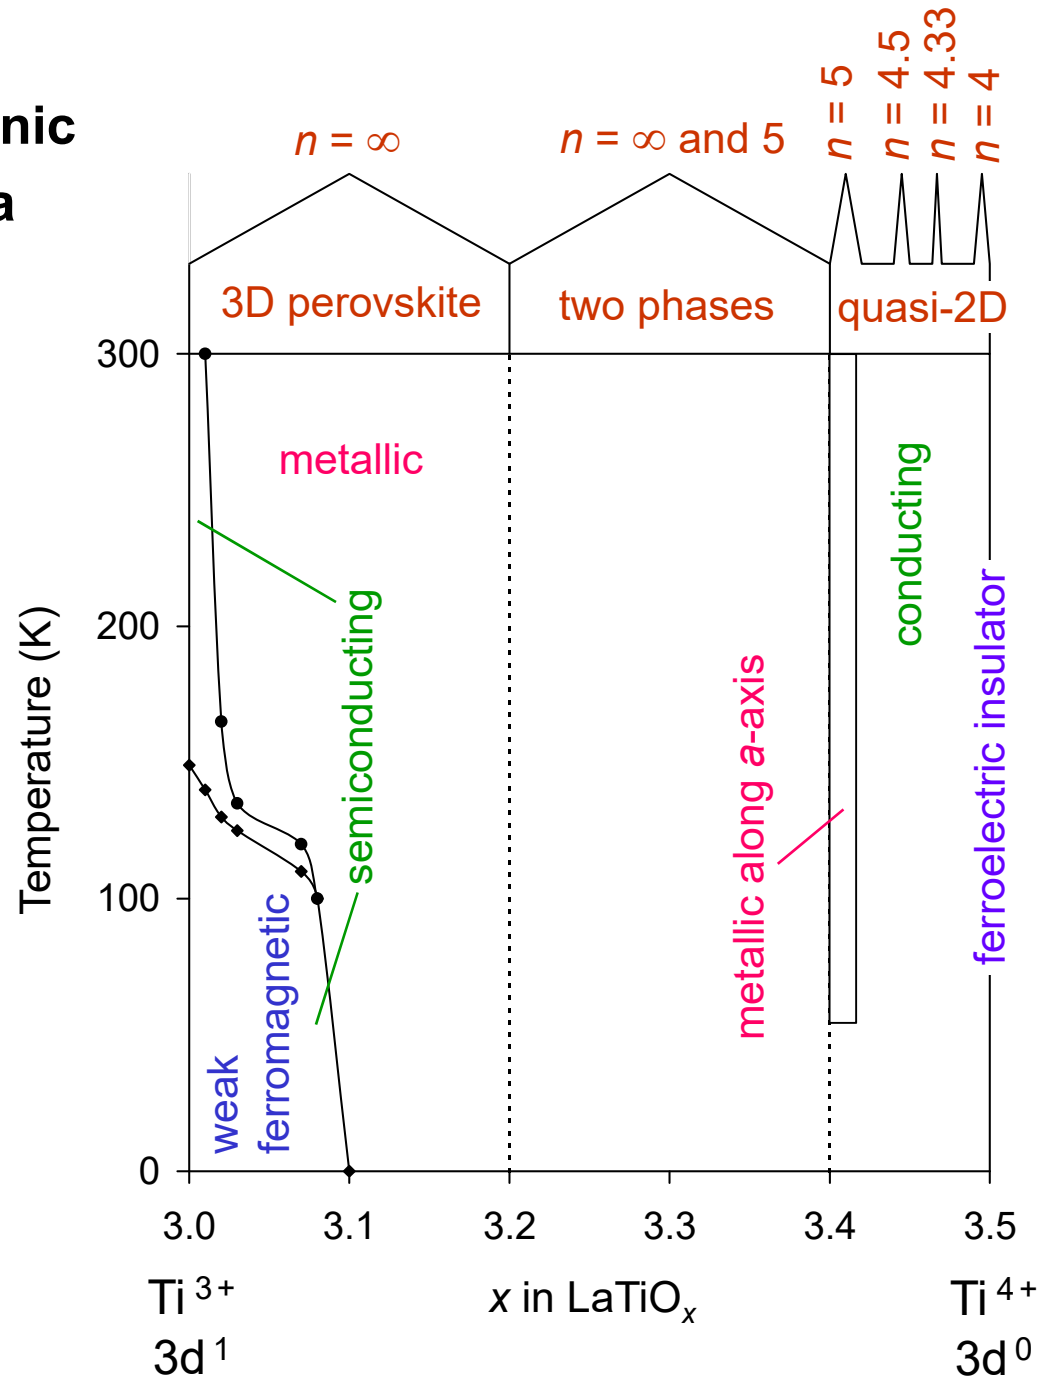 nic
a
n = ∞
n = ∞ and 5
n = 5
n = 4.5
n = 4.33
n = 4
3D perovskite
two phases
quasi-2D
300
200
100
0
Temperature (K)
metallic
semiconducting
weak
ferromagnetic
metallic along a-axis
conducting
ferroelectric insulator
3.0
3.1
3.2
3.3
3.4
3.5
Ti 3+
3d 1
x in LaTiOx
Ti 4+
3d 0